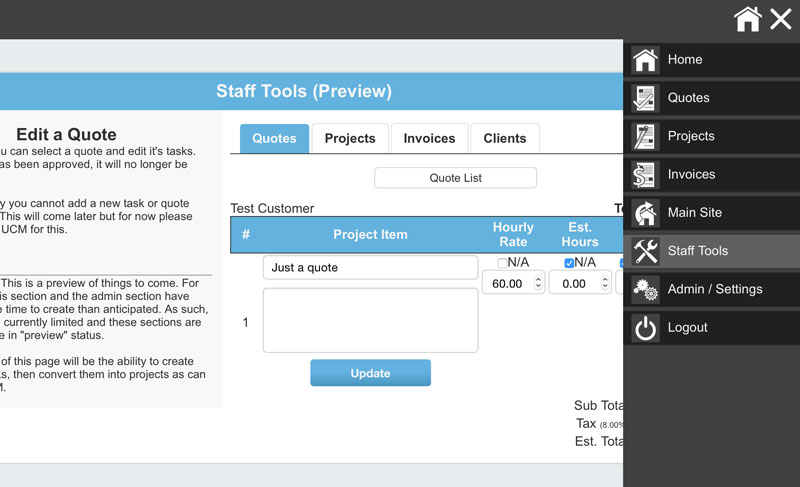 Staff Tools (Preview)
Edit a Quote
u can select a quote and edit it's tasks.
as been approved, it will no longer be
y you cannot add a new task or quote
This will come later but for now please
UCM for this.
This is a preview of things to come. For
is section and the admin section have
e time to create than anticipated. As such,
currently limited and these sections are
e in "preview" status.
of this page will be the ability to create
ks, then convert them into projects as can
M.
Quotes Projects Invoices Clients
Quote List
Test Customer To
# Project Item Hourly Rate Est. Hours
Just a quote N/A N/A
60.00 0.00
1
Update
Sub Tota
Tax (8.00%
Est. Tota
Home
Quotes
Projects
Invoices
Main Site
Staff Tools
Admin / Settings
Logout